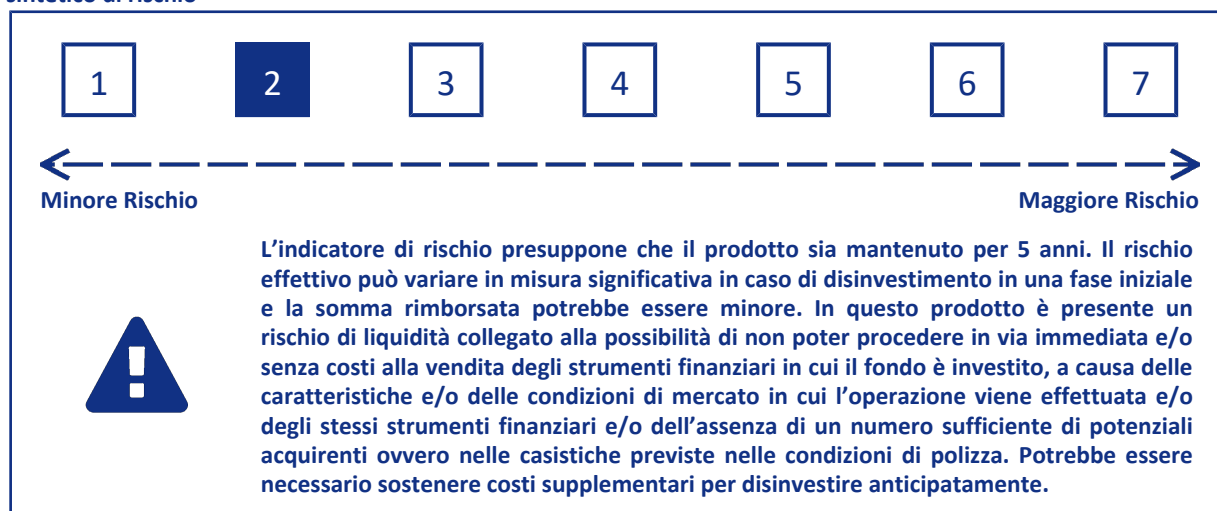 sintetico di rischio
1 2 3 4 5 6 7
Minore Rischio Maggiore Rischio
L’indicatore di rischio presuppone che il prodotto sia mantenuto per 5 anni. Il rischio
effettivo può variare in misura significativa in caso di disinvestimento in una fase iniziale
e la somma rimborsata potrebbe essere minore. In questo prodotto è presente un
rischio di liquidità collegato alla possibilità di non poter procedere in via immediata e/o
senza costi alla vendita degli strumenti finanziari in cui il fondo è investito, a causa delle
caratteristiche e/o delle condizioni di mercato in cui l’operazione viene effettuata e/o
degli stessi strumenti finanziari e/o dell’assenza di un numero sufficiente di potenziali
acquirenti ovvero nelle casistiche previste nelle condizioni di polizza. Potrebbe essere
necessario sostenere costi supplementari per disinvestire anticipatamente.